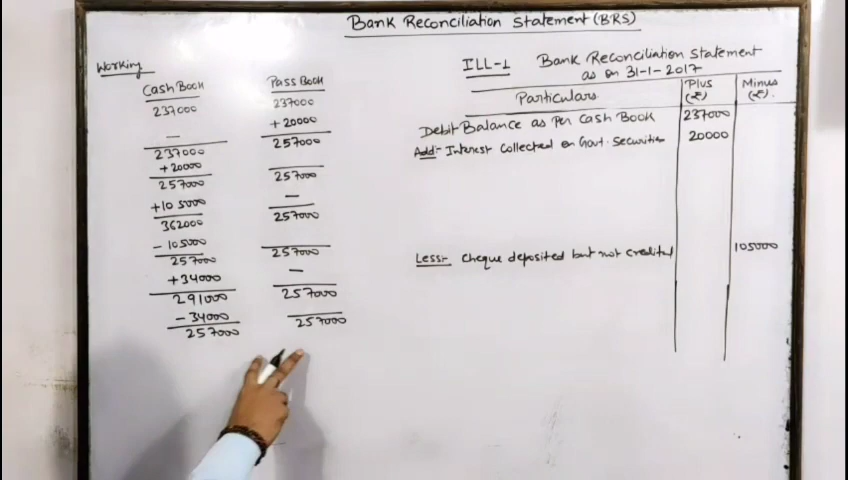 Bank Reconciliation Statement (BRS)
Working
Cash Book
237000
—
237000
+20000
257000
+105000
362000
-105000
257000
+34000
291000
-34000
257000
Pass Book
237000
+20000
257000
257000
—
257000
257000
—
257000
257000
ILL-1 Bank Reconciliation Statement
as on 31-1-2017
Particulars Plus (₹) Minus (₹).
Debit Balance as Per Cash Book 237000
Add:- Interest Collected on Govt. Securities 20000
Less:- Cheque deposited but not credited 105000